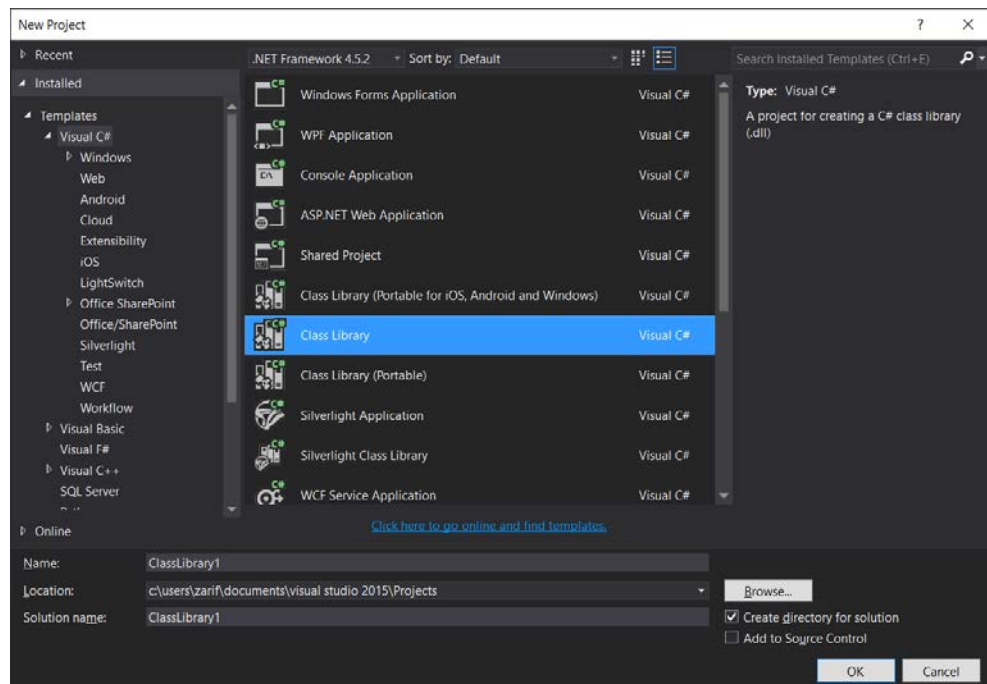 New Project
Recent
.NET Framework 4.5.2
Sort by: Default
Search Installed Templates (Ctrl+E)
Installed
Templates
Visual C#
Windows
Web
Android
Cloud
Extensibility
iOS
LightSwitch
Office SharePoint
Office/SharePoint
Silverlight
Test
WCF
Workflow
Visual Basic
Visual F#
Visual C++
SQL Server
Online
Windows Forms Application Visual C#
WPF Application Visual C#
Console Application Visual C#
ASP.NET Web Application Visual C#
Shared Project Visual C#
Class Library (Portable for iOS, Android and Windows) Visual C#
Class Library Visual C#
Class Library (Portable) Visual C#
Silverlight Application Visual C#
Silverlight Class Library Visual C#
WCF Service Application Visual C#
Click here to go online and find templates.
Type: Visual C#
A project for creating a C# class library
(.dll)
Name: ClassLibrary1
Location: c:\users\zarif\documents\visual studio 2015\Projects
Browse...
Solution name: ClassLibrary1
Create directory for solution
Add to Source Control
OK
Cancel